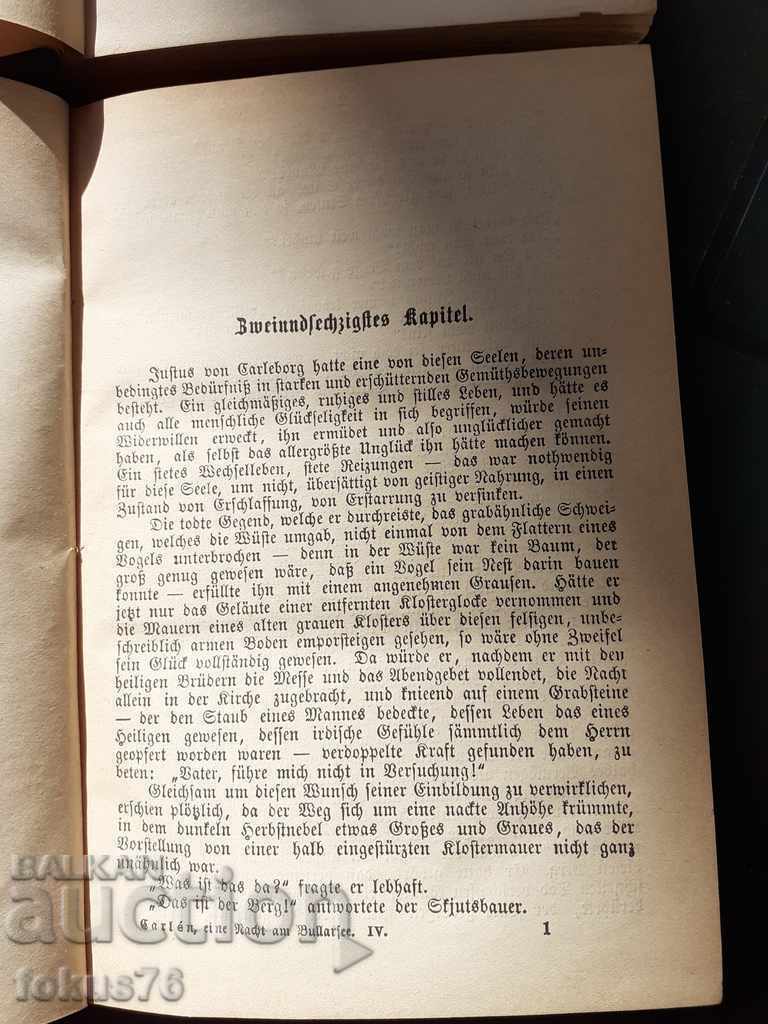 Zweiundsechzigstes Kapitel.
Justus von Carleborg hatte eine von diesen Seelen, deren un-
bedingtes Bedürfniß in starken und erschütternden Gemüthsbewegungen
besteht. Ein gleichmäßiges, ruhiges und stilles Leben, und hätte es
auch alle menschliche Glückseligkeit in sich begriffen, würde seinen
Widerwillen erweckt, ihn ermüdet und also unglücklicher gemacht
haben, als selbst das allergrößte Unglück ihn hätte machen können.
Ein stetes Wechselleben, stete Reizungen — das war nothwendig
für diese Seele, um nicht, übersättigt von geistiger Nahrung, in einen
Zustand von Erschlaffung, von Erstarrung zu versinken.
Die todte Gegend, welche er durchreiste, das grabähnliche Schwei-
gen, welches die Wüste umgab, nicht einmal von dem Flattern eines
Vogels unterbrochen — denn in der Wüste war kein Baum, der
groß genug gewesen wäre, daß ein Vogel sein Nest darin bauen
konnte — erfüllte ihn mit einem angenehmen Grausen. Hätte er
jetzt nur das Geläute einer entfernten Klosterglocke vernommen und
die Mauern eines alten grauen Klosters über diesen felsigen, unbe-
schreiblich armen Boden emporsteigen gesehen, so wäre ohne Zweifel
sein Glück vollständig gewesen. Da würde er, nachdem er mit den
heiligen Brüdern die Messe und das Abendgebet vollendet, die Nacht
allein in der Kirche zugebracht, und knieend auf einem Grabsteine
— der den Staub eines Mannes bedeckte, dessen Leben das eines
Heiligen gewesen, dessen irdische Gefühle sämmtlich dem Herrn
geopfert worden waren — verdoppelte Kraft gefunden haben, zu
beten: „Vater, führe mich nicht in Versuchung!"
Gleichsam um diesen Wunsch seiner Einbildung zu verwirklichen,
erschien plötzlich, da der Weg sich um eine nackte Anhöhe krümmte,
in dem dunkeln Herbstnebel etwas Großes und Graues, das der
Vorstellung von einer halb eingestürzten Klostermauer nicht ganz
unähnlich war.
„Was ist das da?" fragte er lebhaft.
„Das ist der Berg!" antwortete der Skjutsbauer.
Carlén, eine Nacht am Bullarsee. IV. 1
BALKAN
auction
fokus76